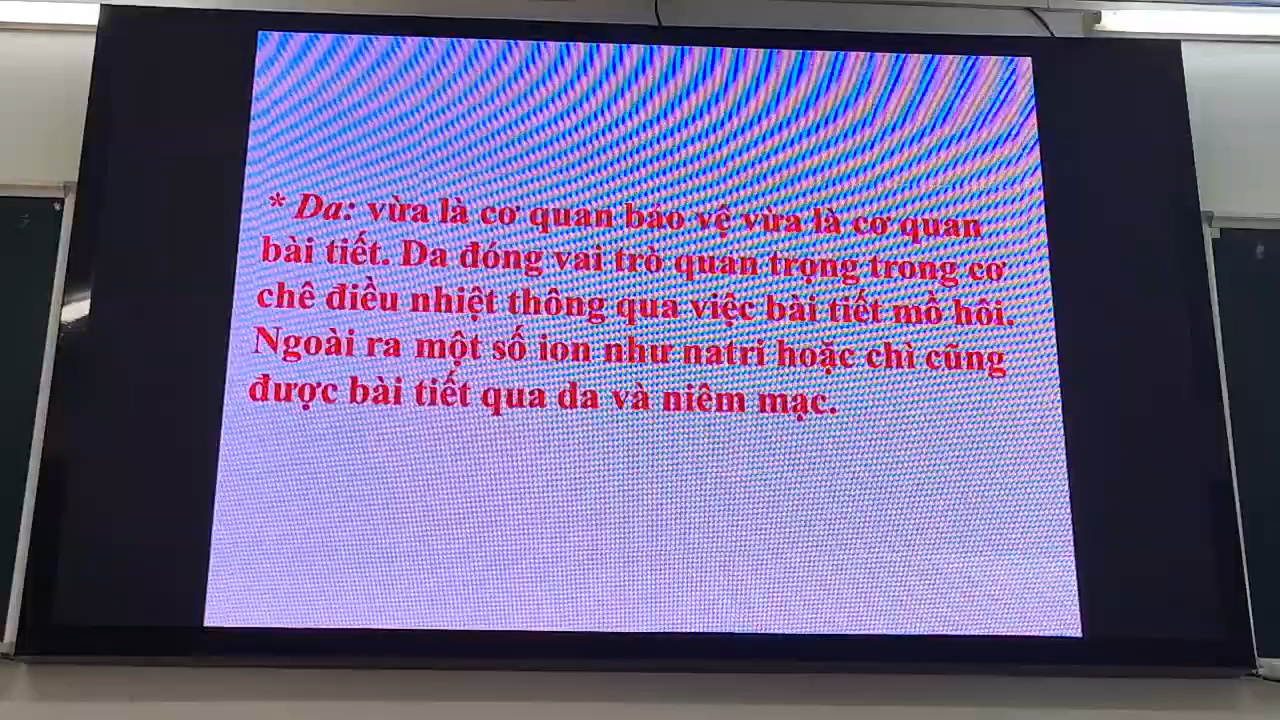 * Da: vừa là cơ quan bảo vệ vừa là cơ quan
bài tiết. Da đóng vai trò quan trọng trong cơ
chế điều nhiệt thông qua việc bài tiết mồ hôi.
Ngoài ra một số ion như natri hoặc chì cũng
được bài tiết qua da và niêm mạc.